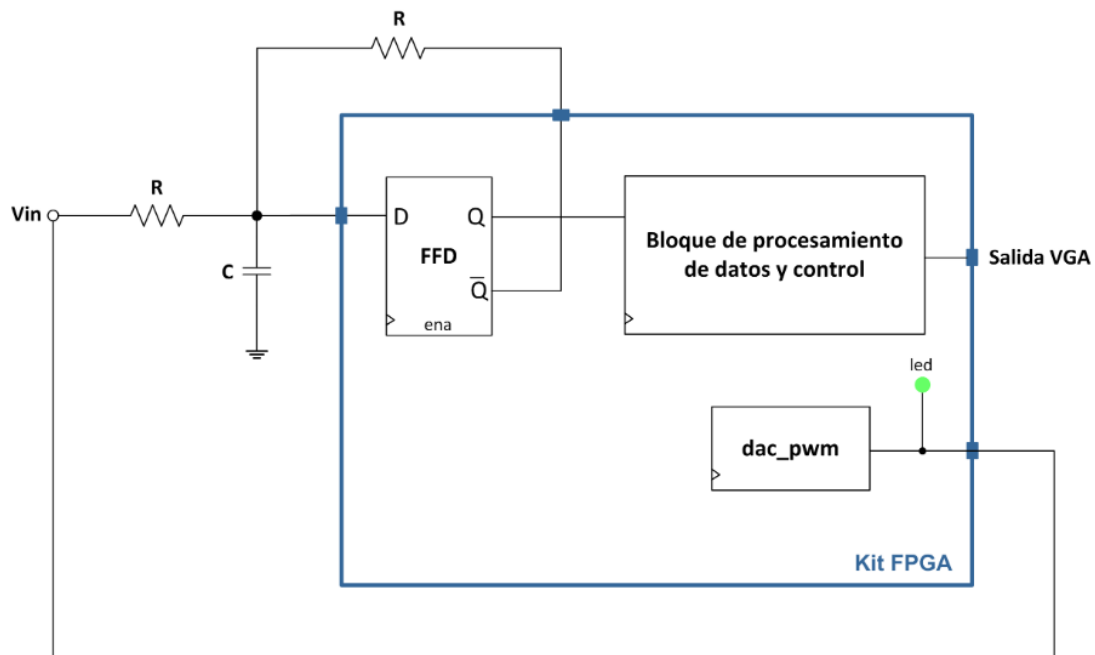 R
R
Vin
C
D
Q
FFD
Q̅
ena
Bloque de procesamiento
de datos y control
Salida VGA
led
dac_pwm
Kit FPGA